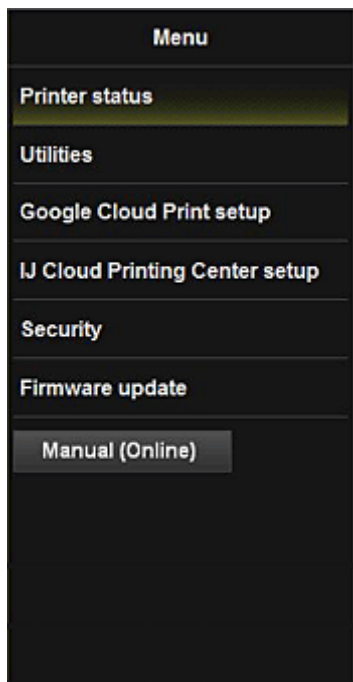 Menu
Printer status
Utilities
Google Cloud Print setup
IJ Cloud Printing Center setup
Security
Firmware update
Manual (Online)